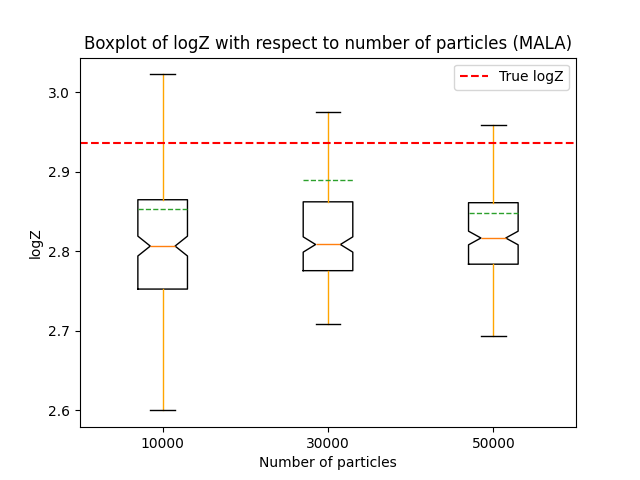 Boxplot of logZ with respect to number of particles (MALA)
True logZ
3.0
2.9
2.8
2.7
2.6
logZ
10000
30000
50000
Number of particles